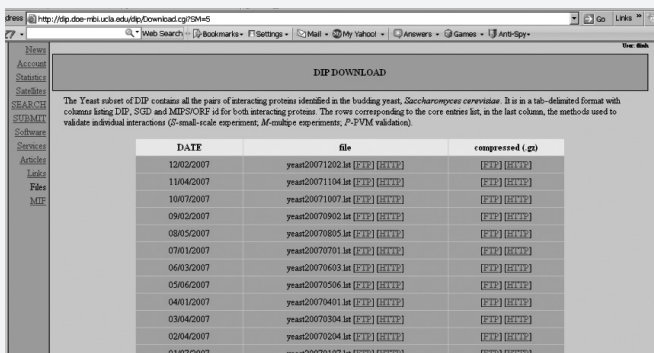 dress http://dip.doe-mbi.ucla.edu/dip/Download.cgi?SM=5 Go Links »
Web Search Bookmarks Settings Mail My Yahoo! Answers Games Anti-Spy
User:
News
Account
Statistics
Satellites
SEARCH
SUBMIT
Software
Services
Articles
Links
Files
MIF
DIP DOWNLOAD
The Yeast subset of DIP contains all the pairs of interacting proteins identified in the budding yeast, Saccharomyces cerevisiae. It is in a tab-delimited format with
columns listing DIP, SGD and MIPS/ORF id for both interacting proteins. The rows corresponding to the core entries list, in the last column, the methods used to
validate individual interactions (S-small-scale experiment; M-multipe experiments; P-PVM validation).
DATE file compressed (.gz)
12/02/2007 yeast20071202.lst [FTP] [HTTP] [FTP] [HTTP]
11/04/2007 yeast20071104.lst [FTP] [HTTP] [FTP] [HTTP]
10/07/2007 yeast20071007.lst [FTP] [HTTP] [FTP] [HTTP]
09/02/2007 yeast20070902.lst [FTP] [HTTP] [FTP] [HTTP]
08/05/2007 yeast20070805.lst [FTP] [HTTP] [FTP] [HTTP]
07/01/2007 yeast20070701.lst [FTP] [HTTP] [FTP] [HTTP]
06/03/2007 yeast20070603.lst [FTP] [HTTP] [FTP] [HTTP]
05/06/2007 yeast20070506.lst [FTP] [HTTP] [FTP] [HTTP]
04/01/2007 yeast20070401.lst [FTP] [HTTP] [FTP] [HTTP]
03/04/2007 yeast20070304.lst [FTP] [HTTP] [FTP] [HTTP]
02/04/2007 yeast20070204.lst [FTP] [HTTP] [FTP] [HTTP]
01/07/2007 yeast20070107.lst [FTP] [HTTP] [FTP] [HTTP]